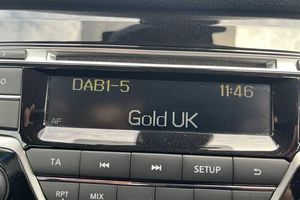 DAB1-5 11:46
AF Gold UK
TA SETUP
RPT MIX